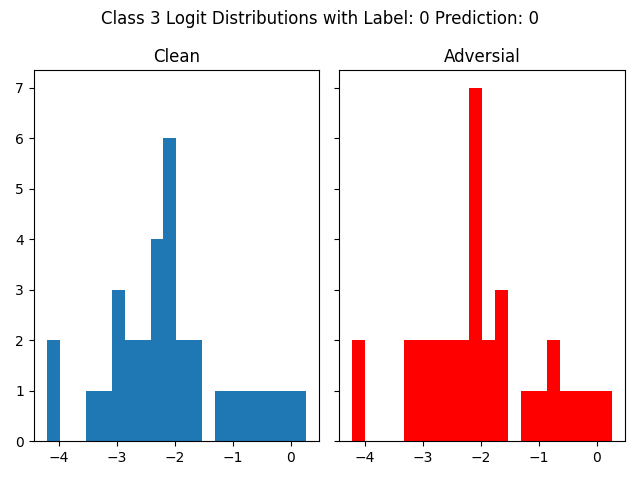 Class 3 Logit Distributions with Label: 0 Prediction: 0
Clean
Adversial
7
6
5
4
3
2
1
0
−4 −3 −2 −1 0
−4 −3 −2 −1 0